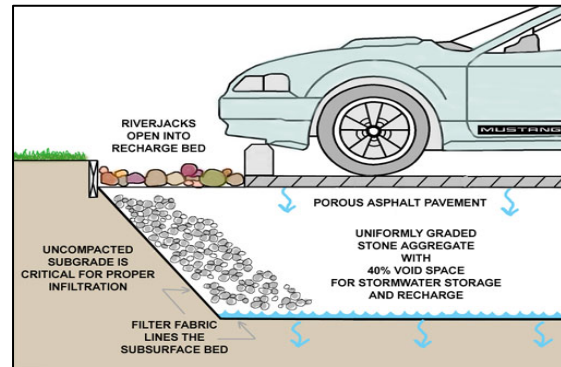 RIVERJACKS
OPEN INTO
RECHARGE BED
MUSTANG
POROUS ASPHALT PAVEMENT
UNIFORMLY GRADED
STONE AGGREGATE
WITH
40% VOID SPACE
FOR STORMWATER STORAGE
AND RECHARGE
UNCOMPACTED
SUBGRADE IS
CRITICAL FOR PROPER
INFILTRATION
FILTER FABRIC
LINES THE
SUBSURFACE BED